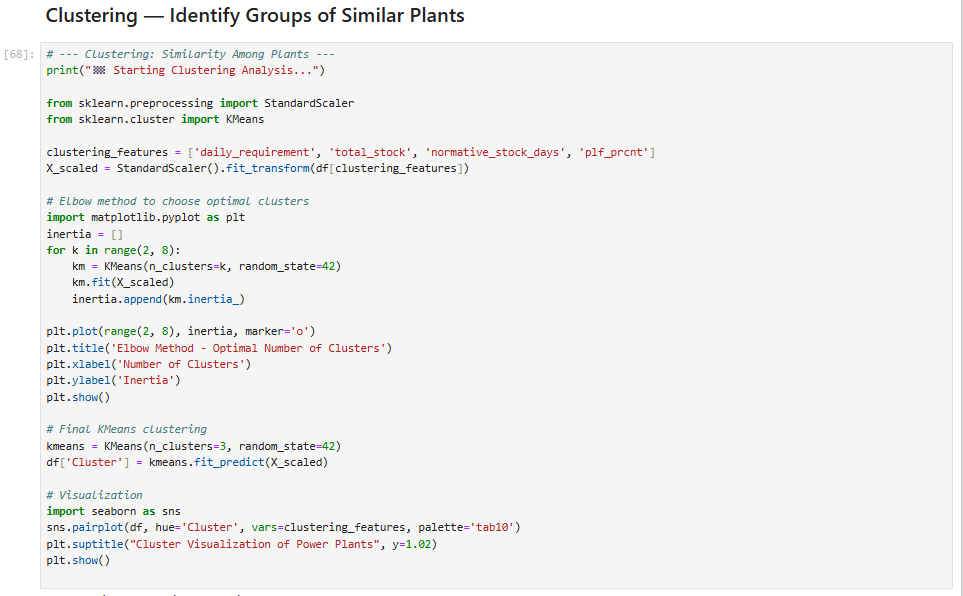 Clustering — Identify Groups of Similar Plants
[68]: # --- Clustering: Similarity Among Plants ---
print(" Starting Clustering Analysis...")
from sklearn.preprocessing import StandardScaler
from sklearn.cluster import KMeans
clustering_features = ['daily_requirement', 'total_stock', 'normative_stock_days', 'plf_prcnt']
X_scaled = StandardScaler().fit_transform(df[clustering_features])
# Elbow method to choose optimal clusters
import matplotlib.pyplot as plt
inertia = []
for k in range(2, 8):
    km = KMeans(n_clusters=k, random_state=42)
    km.fit(X_scaled)
    inertia.append(km.inertia_)
plt.plot(range(2, 8), inertia, marker='o')
plt.title('Elbow Method - Optimal Number of Clusters')
plt.xlabel('Number of Clusters')
plt.ylabel('Inertia')
plt.show()
# Final KMeans clustering
kmeans = KMeans(n_clusters=3, random_state=42)
df['Cluster'] = kmeans.fit_predict(X_scaled)
# Visualization
import seaborn as sns
sns.pairplot(df, hue='Cluster', vars=clustering_features, palette='tab10')
plt.suptitle("Cluster Visualization of Power Plants", y=1.02)
plt.show()